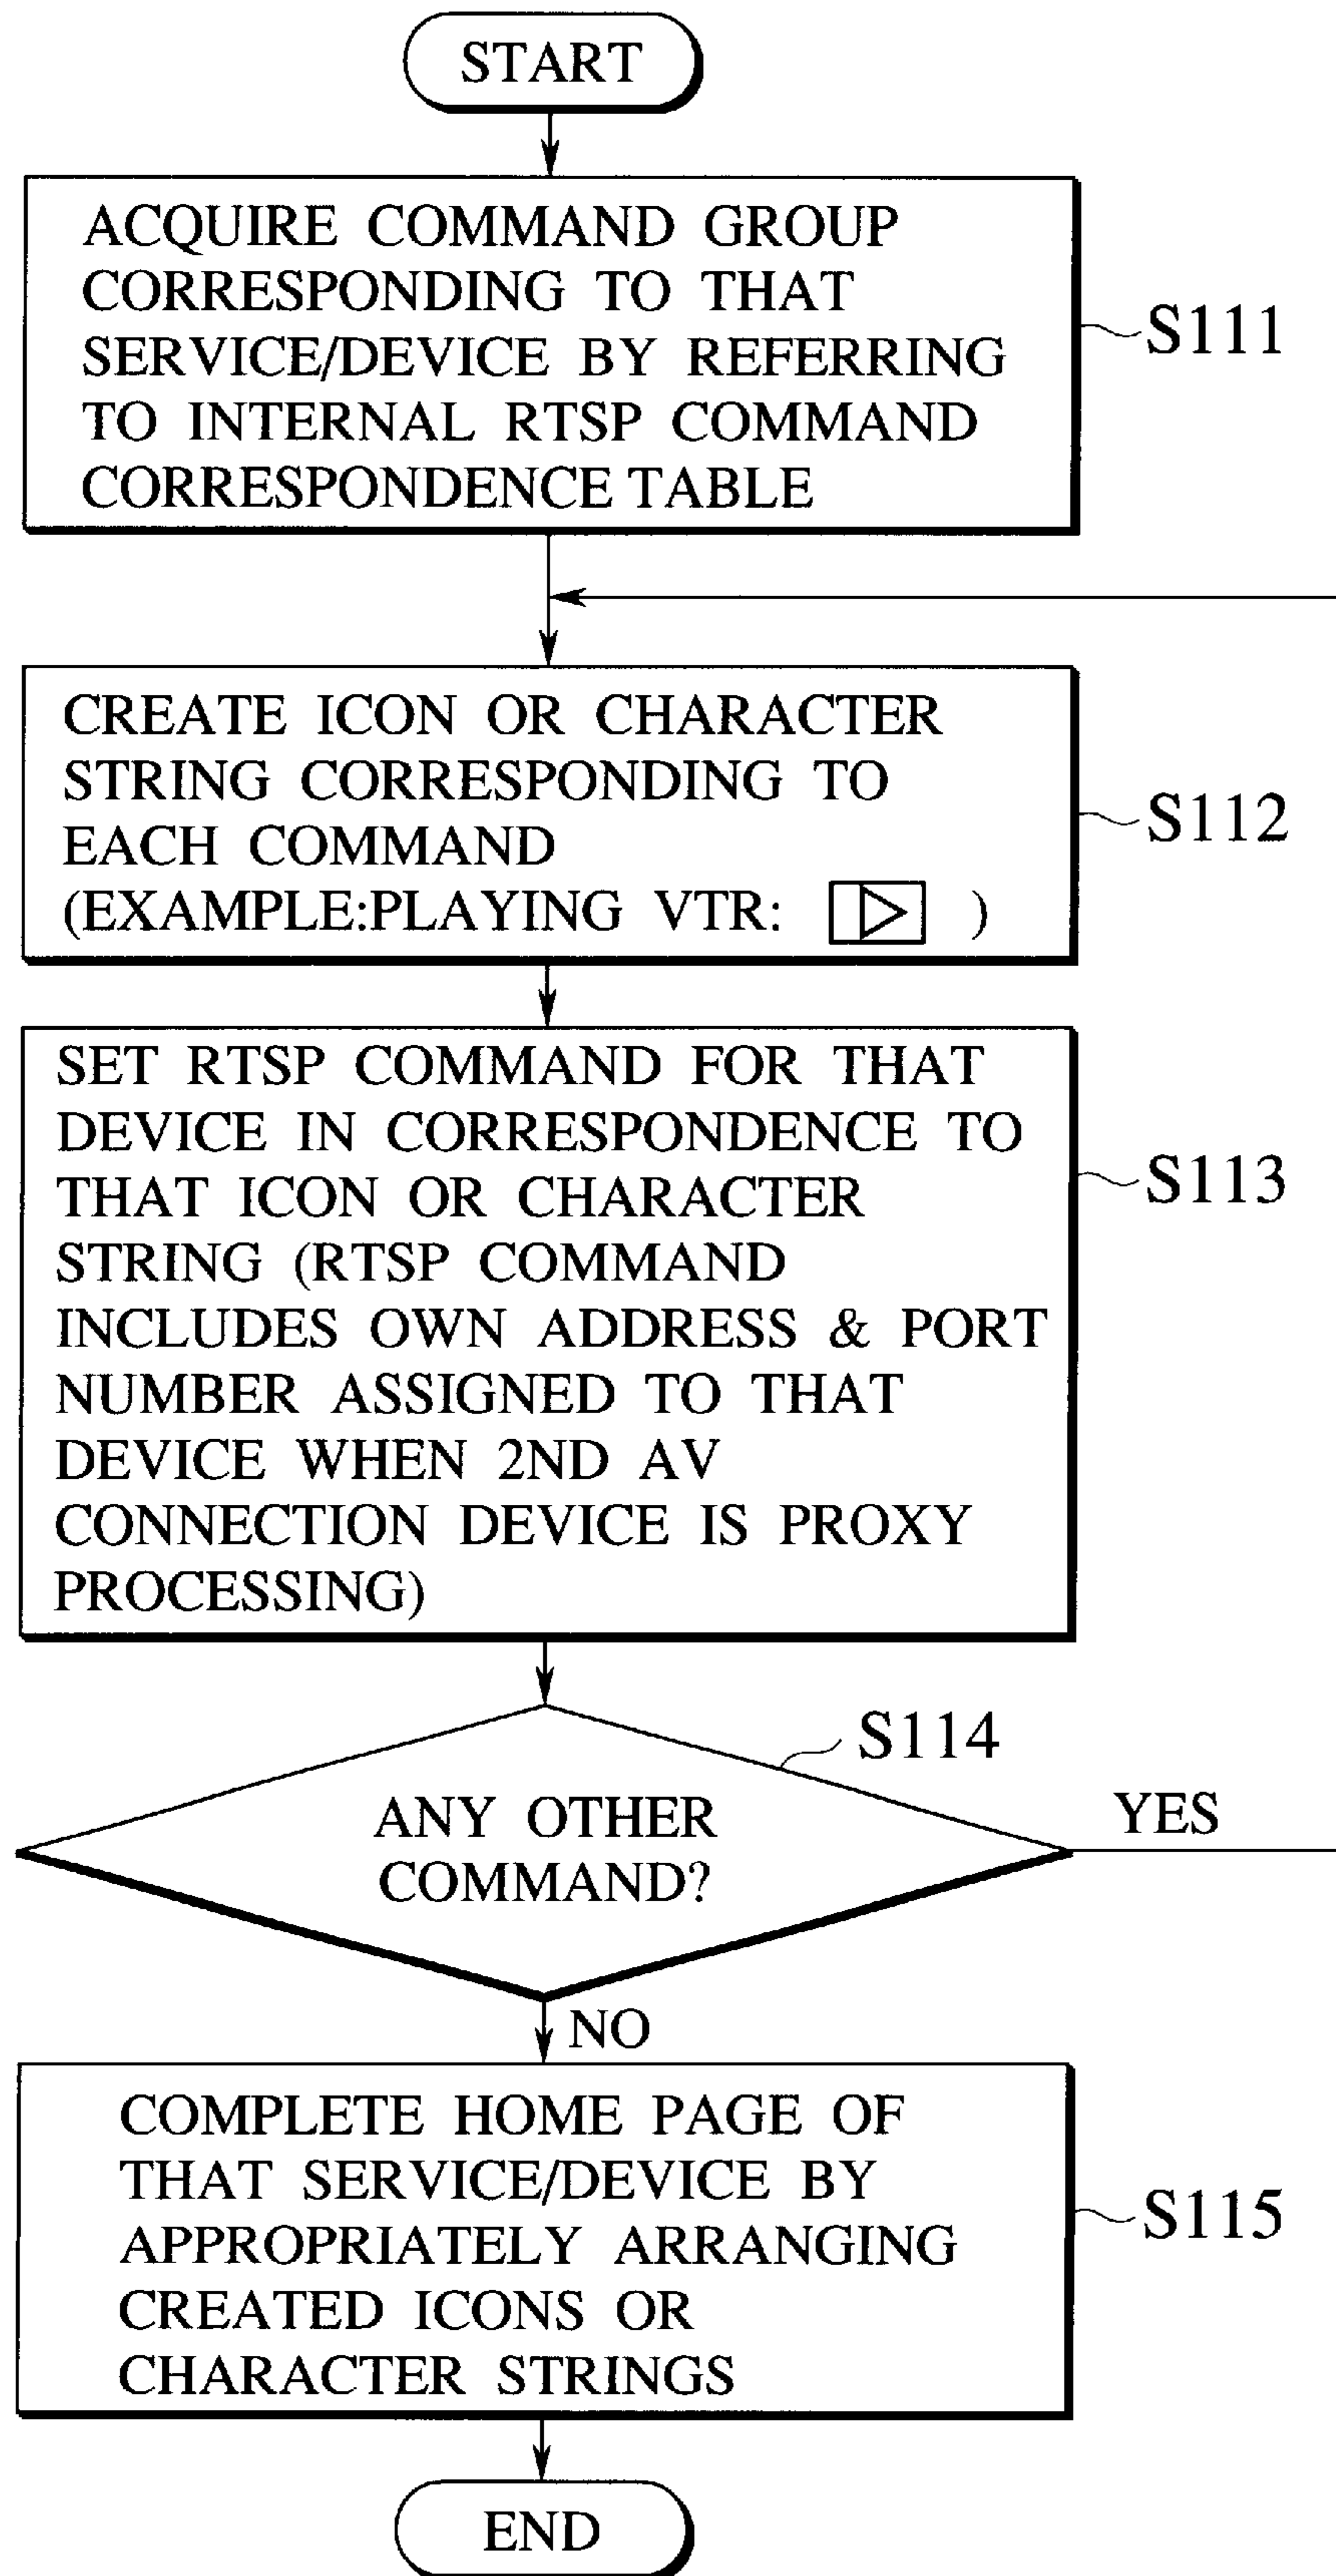 START
ACQUIRE COMMAND GROUP
CORRESPONDING TO THAT
SERVICE/DEVICE BY REFERRING
TO INTERNAL RTSP COMMAND
CORRESPONDENCE TABLE
S111
CREATE ICON OR CHARACTER
STRING CORRESPONDING TO
EACH COMMAND
(EXAMPLE:PLAYING VTR: )
S112
SET RTSP COMMAND FOR THAT
DEVICE IN CORRESPONDENCE TO
THAT ICON OR CHARACTER
STRING (RTSP COMMAND
INCLUDES OWN ADDRESS & PORT
NUMBER ASSIGNED TO THAT
DEVICE WHEN 2ND AV
CONNECTION DEVICE IS PROXY
PROCESSING)
S113
S114
ANY OTHER
COMMAND?
YES
NO
COMPLETE HOME PAGE OF
THAT SERVICE/DEVICE BY
APPROPRIATELY ARRANGING
CREATED ICONS OR
CHARACTER STRINGS
S115
END